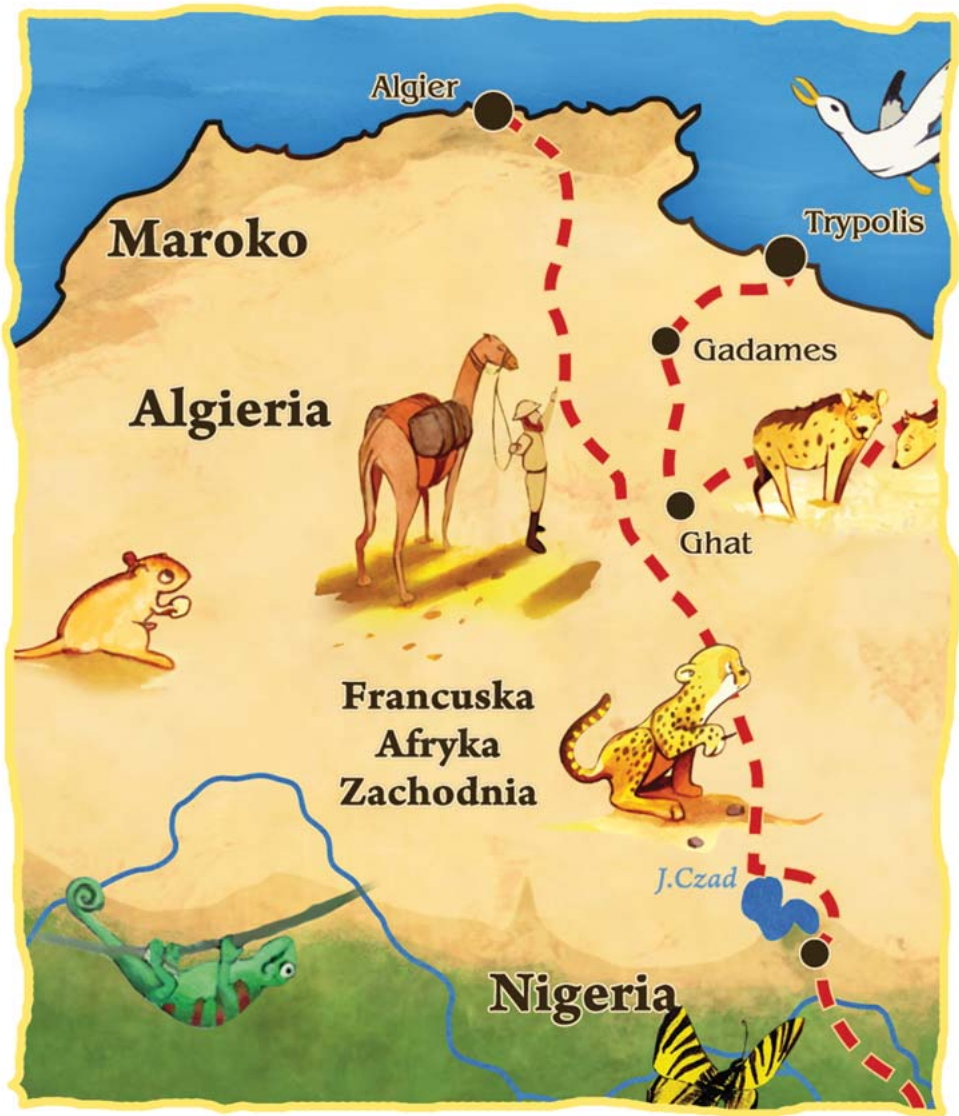 Algier
Trypolis
Maroko
Gadames
Algieria
Ghat
Francuska
Afryka
Zachodnia
J.Czad
Nigeria